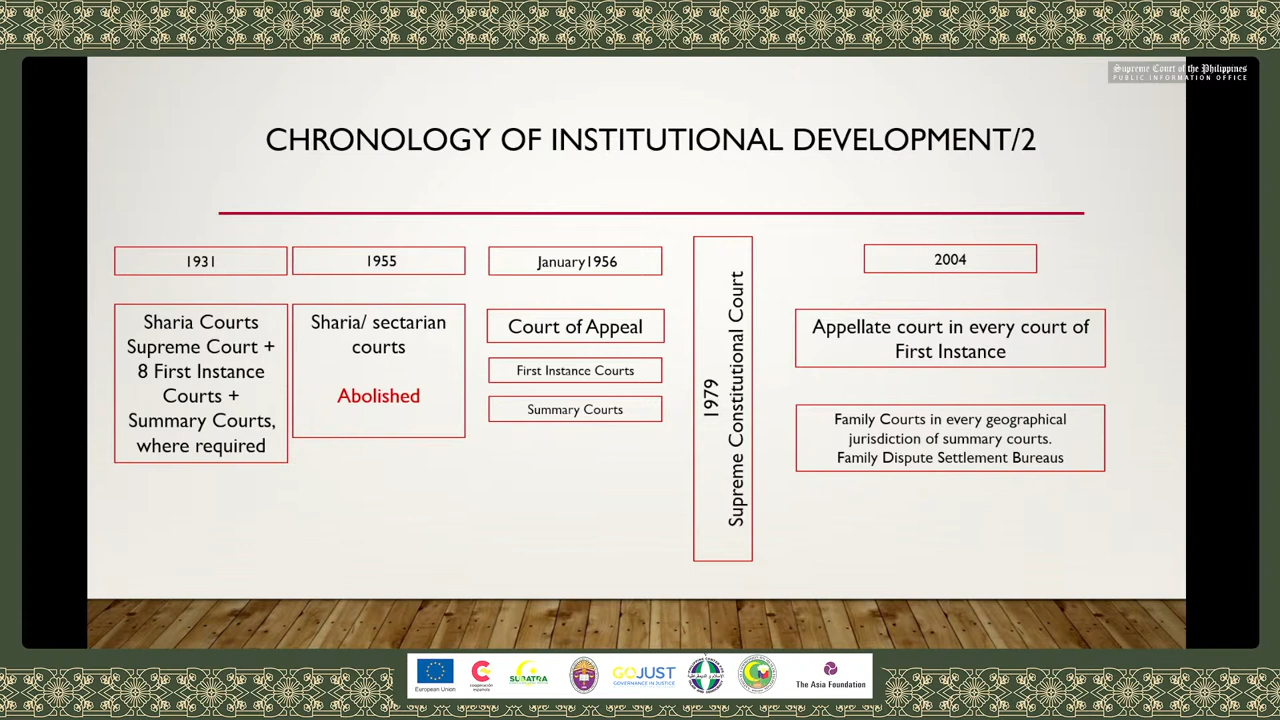 Supreme Court of the Philippines
PUBLIC INFORMATION OFFICE
CHRONOLOGY OF INSTITUTIONAL DEVELOPMENT/2
1931
Sharia Courts
Supreme Court +
8 First Instance
Courts +
Summary Courts,
where required
1955
Sharia/ sectarian
courts
Abolished
January1956
Court of Appeal
First Instance Courts
Summary Courts
1979
Supreme Constitutional Court
2004
Appellate court in every court of
First Instance
Family Courts in every geographical
jurisdiction of summary courts.
Family Dispute Settlement Bureaus
European Union
cooperación
española
SUBATRA
GOJUST
GOVERNANCE IN JUSTICE
The Asia Foundation